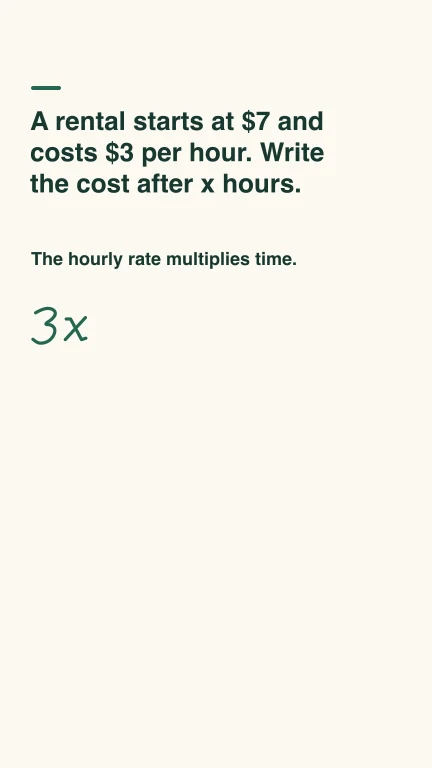 A rental starts at $7 and
costs $3 per hour. Write
the cost after x hours.
The hourly rate multiplies time.
3x